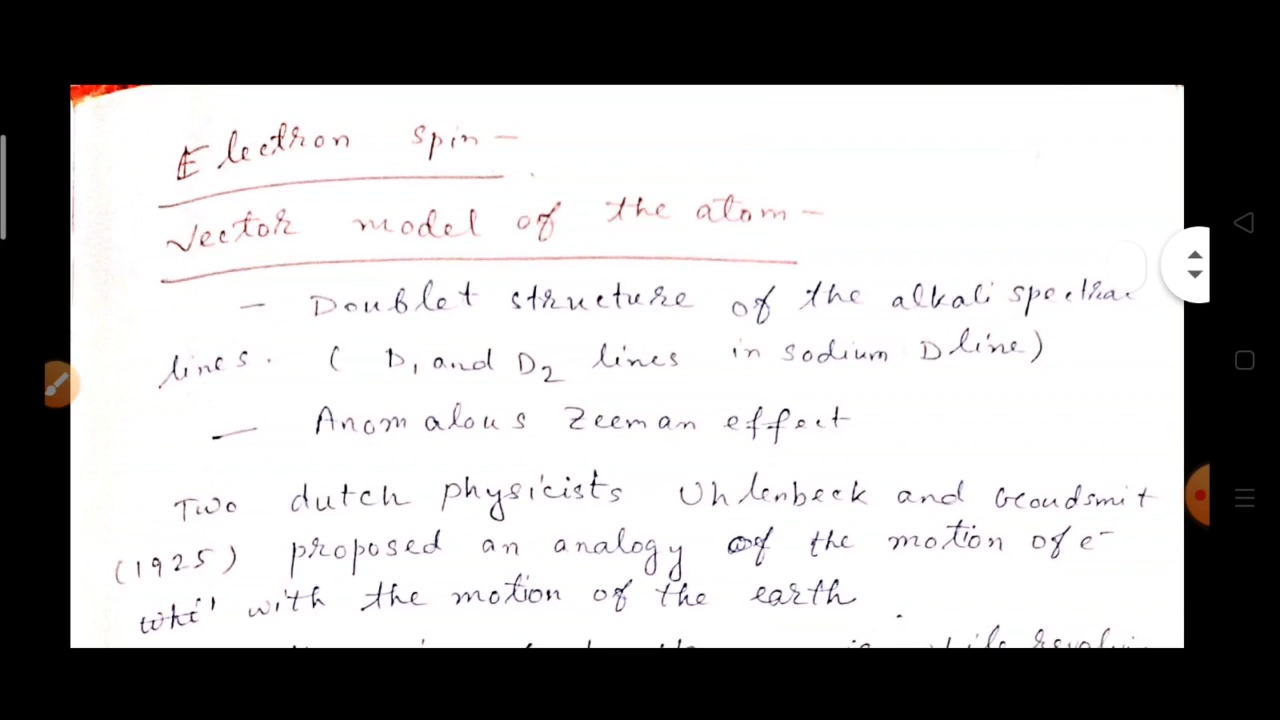 Electron spin -
Vector model of the atom -
- Doublet structure of the alkali spectral
lines. ( D1 and D2 lines in sodium D line)
- Anomalous Zeeman effect
Two dutch physicists Uhlenbeck and Goudsmit
(1925) proposed an analogy of the motion of e-
with the motion of the earth
while revolvin